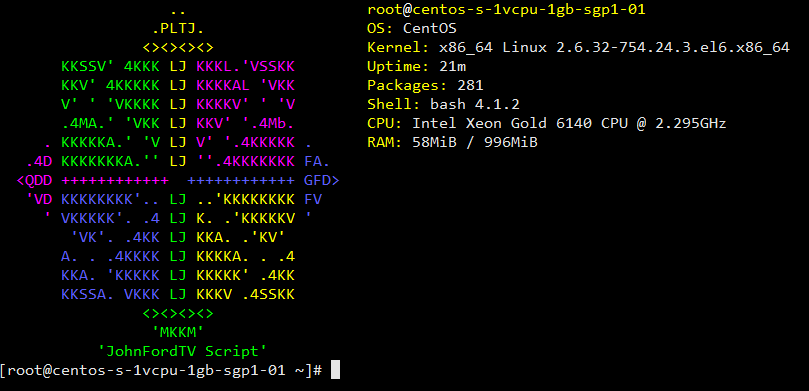 ..
.PLTJ.
<><><><>
KKSSV' 4KKK LJ KKKL.'VSSKK
KKV' 4KKKKK LJ KKKKAL 'VKK
V' ' 'VKKKK LJ KKKKV' ' 'V
.4MA.' 'VKK LJ KKV' '.4Mb.
. KKKKKA.' 'V LJ V' '.4KKKKK .
.4D KKKKKKKA.'' LJ ''.4KKKKKKK FA.
<QDD ++++++++++++  ++++++++++++ GFD>
'VD KKKKKKKK'.. LJ ..'KKKKKKKK FV
' VKKKKK'. .4 LJ K. .'KKKKKV '
'VK'. .4KK LJ KKA. .'KV'
A. . .4KKKK LJ KKKKA. . .4
KKA. 'KKKKK LJ KKKKK' .4KK
KKSSA. VKKK LJ KKKV .4SSKK
<><><><>
'MKKM'
'JohnFordTV Script'
root@centos-s-1vcpu-1gb-sgp1-01
OS: CentOS
Kernel: x86_64 Linux 2.6.32-754.24.3.el6.x86_64
Uptime: 21m
Packages: 281
Shell: bash 4.1.2
CPU: Intel Xeon Gold 6140 CPU @ 2.295GHz
RAM: 58MiB / 996MiB
[root@centos-s-1vcpu-1gb-sgp1-01 ~]#